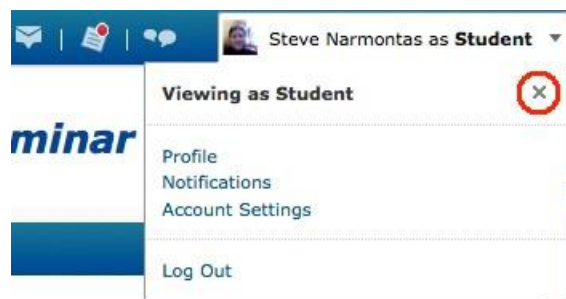 Steve Narmontas as Student
Viewing as Student
minar
Profile
Notifications
Account Settings
Log Out